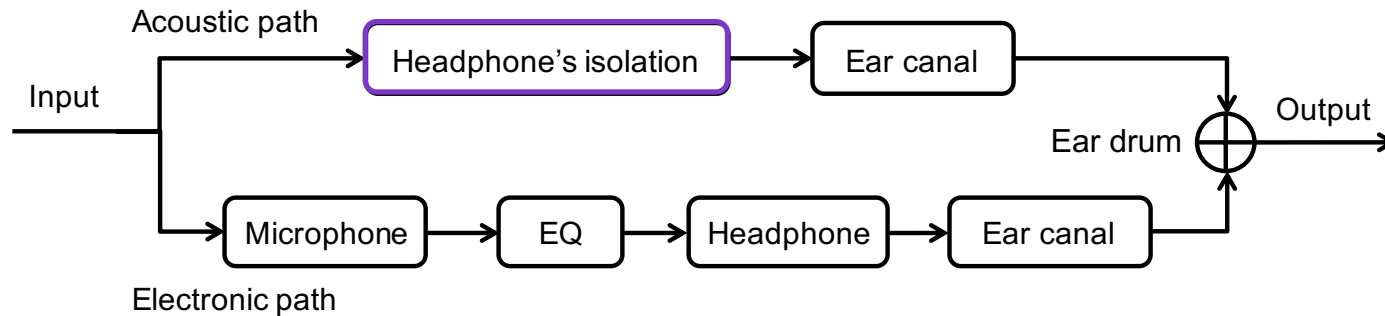 Acoustic path
Headphone's isolation
Ear canal
Input
Ear drum
Output
Microphone
EQ
Headphone
Ear canal
Electronic path